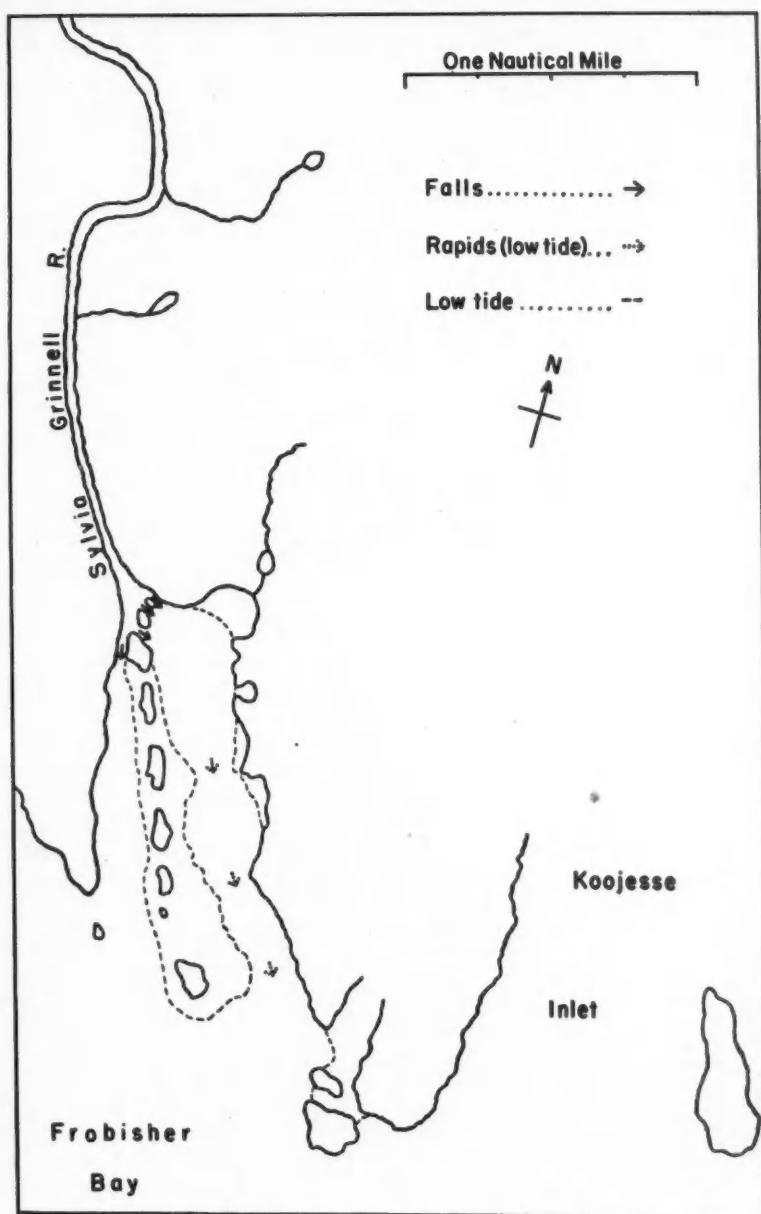 One Nautical Mile
Falls.............
Rapids (low tide)...
Low tide ..........
N
Sylvia Grinnell R.
Koojesse
Inlet
Frobisher
Bay